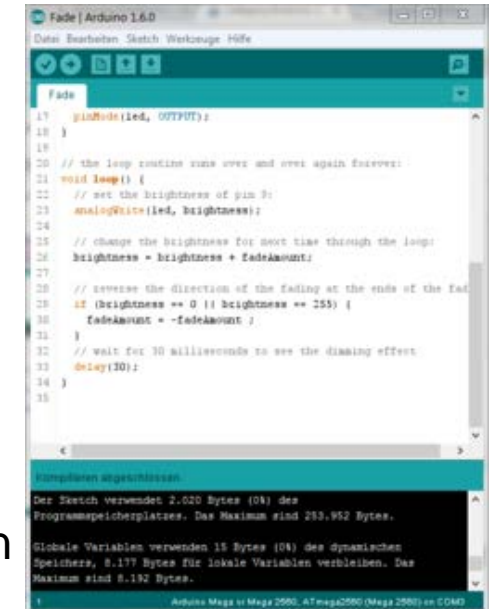 Fade | Arduino 1.6.0
Datei Bearbeiten Sketch Werkzeuge Hilfe
Fade
17 pinMode(led, OUTPUT);
18 }
19
20 // the loop routine runs over and over again forever:
21 void loop() {
22 // set the brightness of pin 9:
23 analogWrite(led, brightness);
24
25 // change the brightness for next time through the loop:
26 brightness = brightness + fadeAmount;
27
28 // reverse the direction of the fading at the ends of the fad
29 if (brightness == 0 || brightness == 255) {
30 fadeAmount = -fadeAmount ;
31 }
32 // wait for 30 milliseconds to see the dimming effect
33 delay(30);
34 }
35
Kompilieren abgeschlossen
Der Sketch verwendet 2.020 Bytes (0%) des
Programmspeicherplatzes. Das Maximum sind 253.952 Bytes.
Globale Variablen verwenden 15 Bytes (0%) des dynamischen
Speichers, 8.177 Bytes für lokale Variablen verbleiben. Das
Maximum sind 8.192 Bytes.
1 Arduino Mega or Mega 2560, ATmega2560 (Mega 2560) on COM3
n